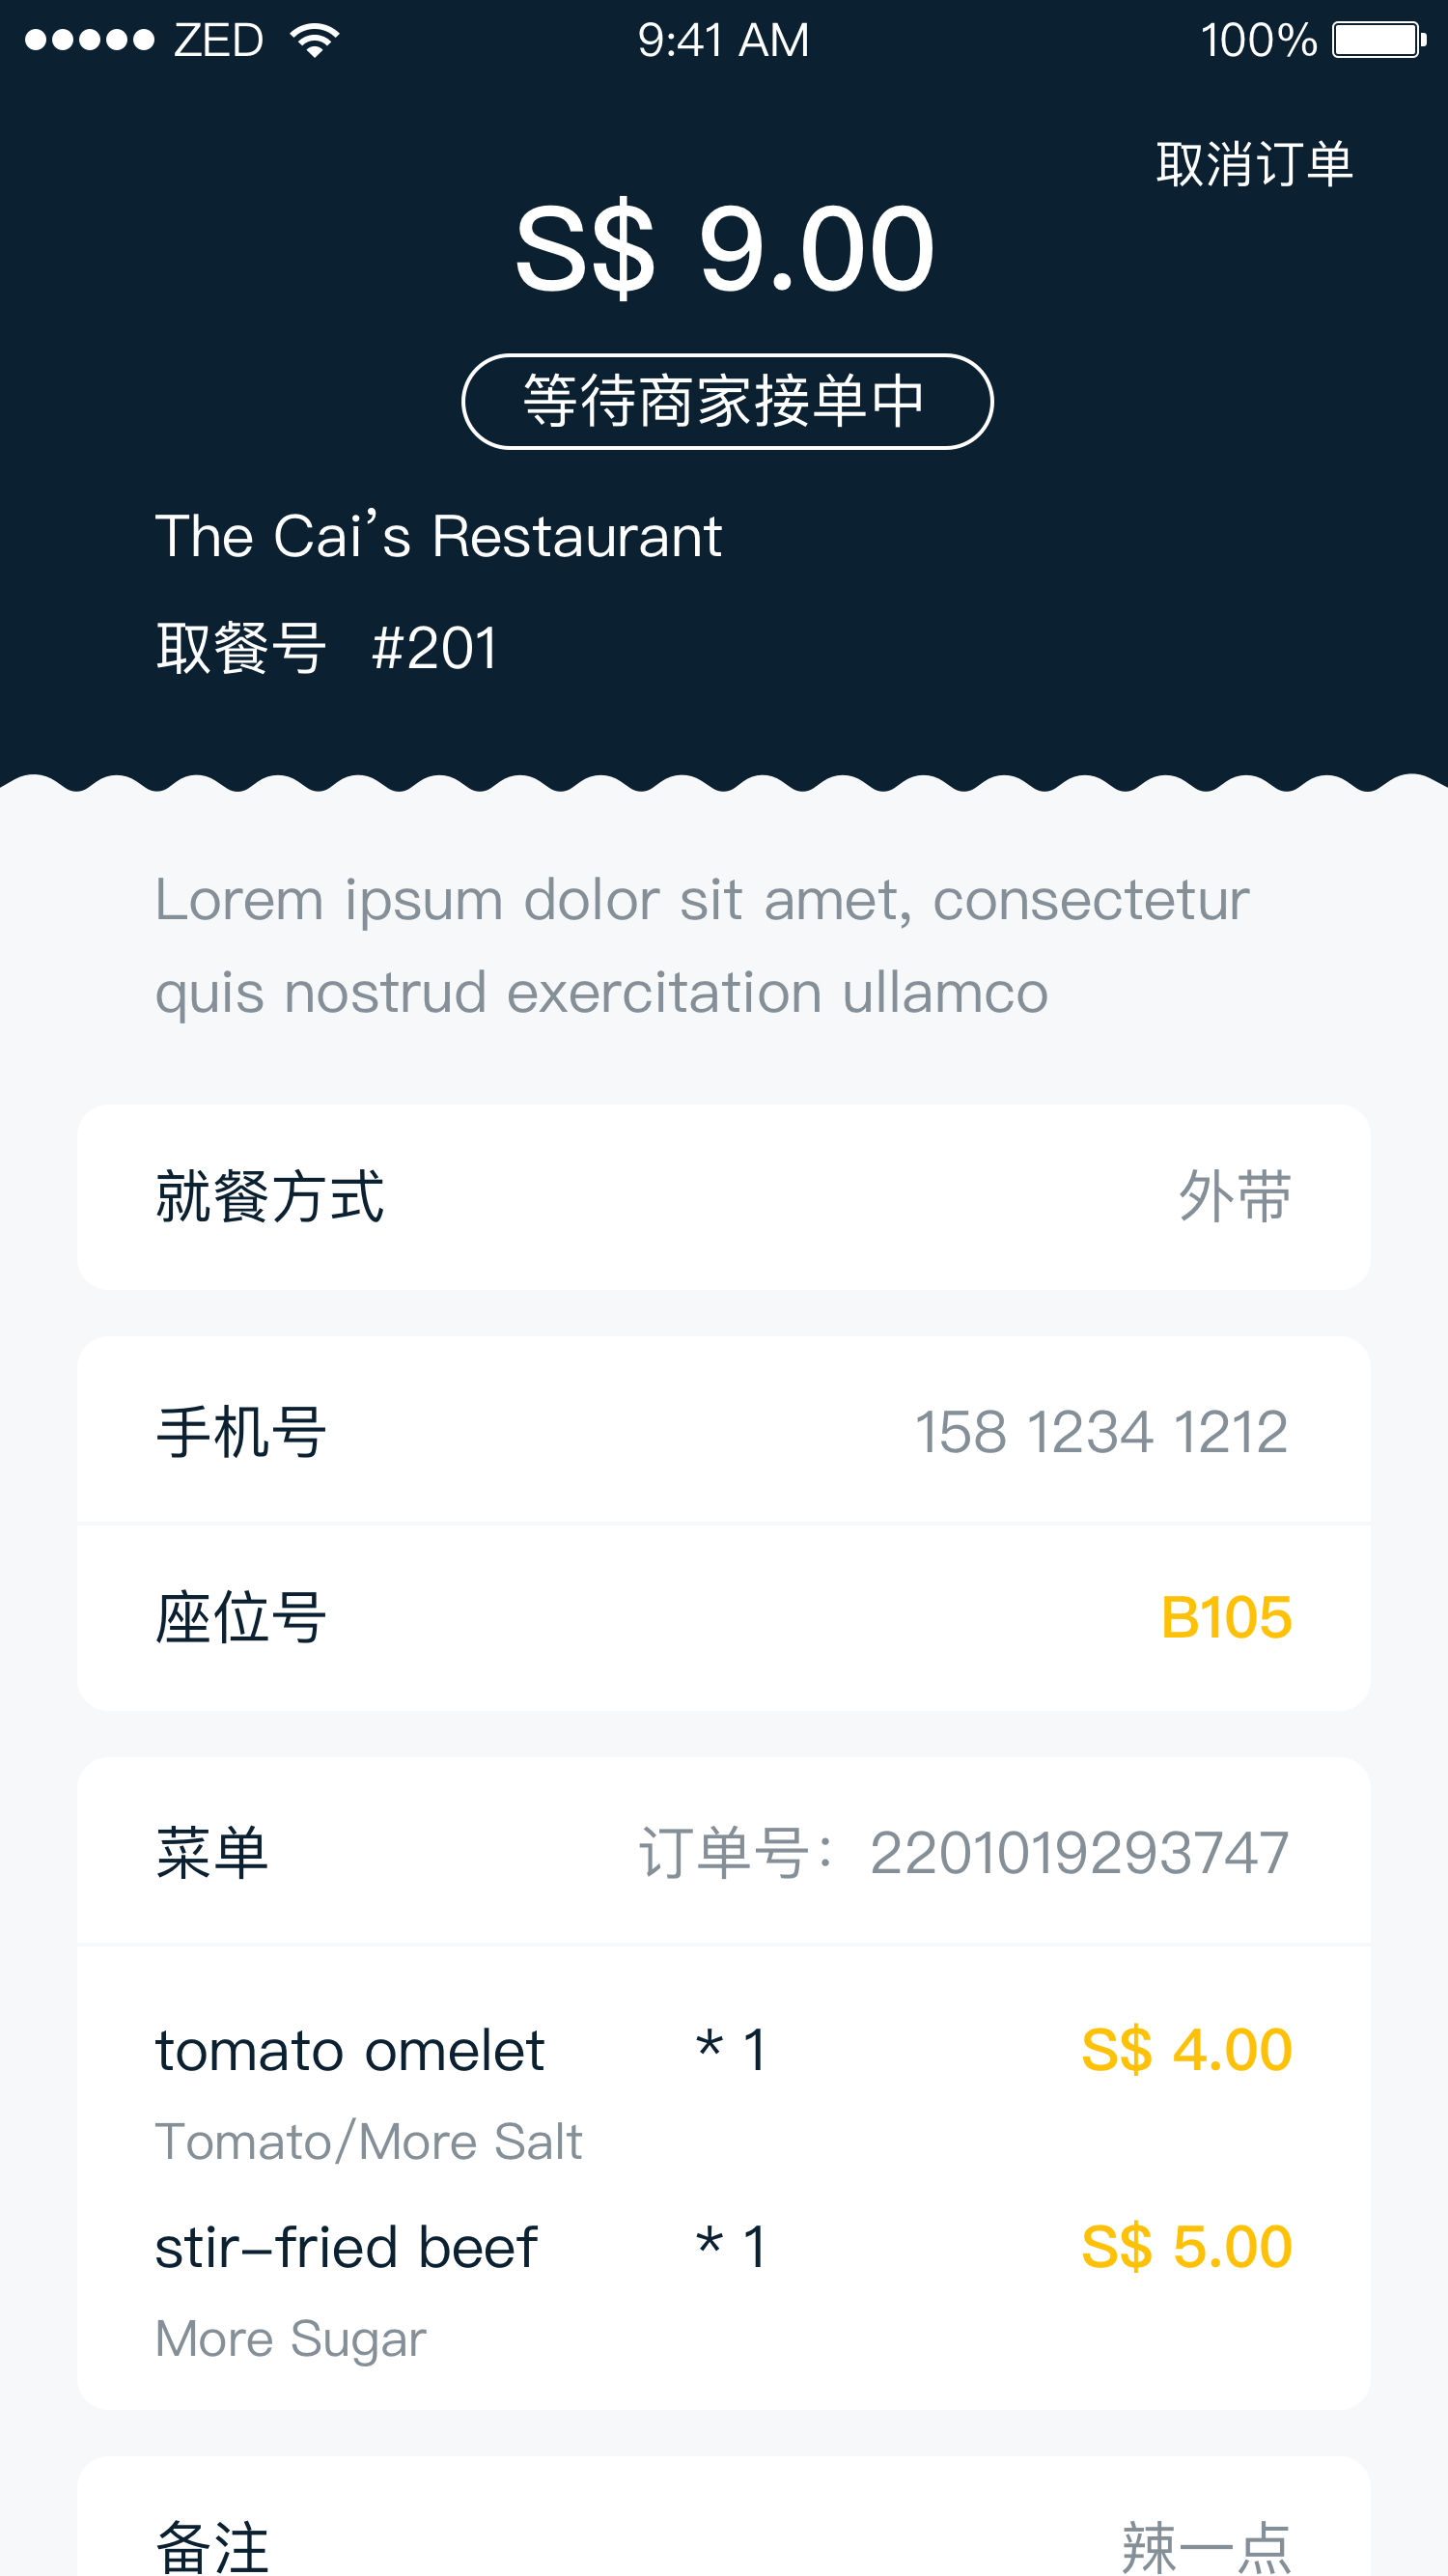 ZED 9:41 AM 100%
取消订单
S$ 9.00
等待商家接单中
The Cai’s Restaurant
取餐号 #201
Lorem ipsum dolor sit amet, consectetur
quis nostrud exercitation ullamco
就餐方式 外带
手机号 158 1234 1212
座位号 B105
菜单 订单号：2201019293747
tomato omelet * 1 S$ 4.00
Tomato/More Salt
stir-fried beef * 1 S$ 5.00
More Sugar
备注 辣一点